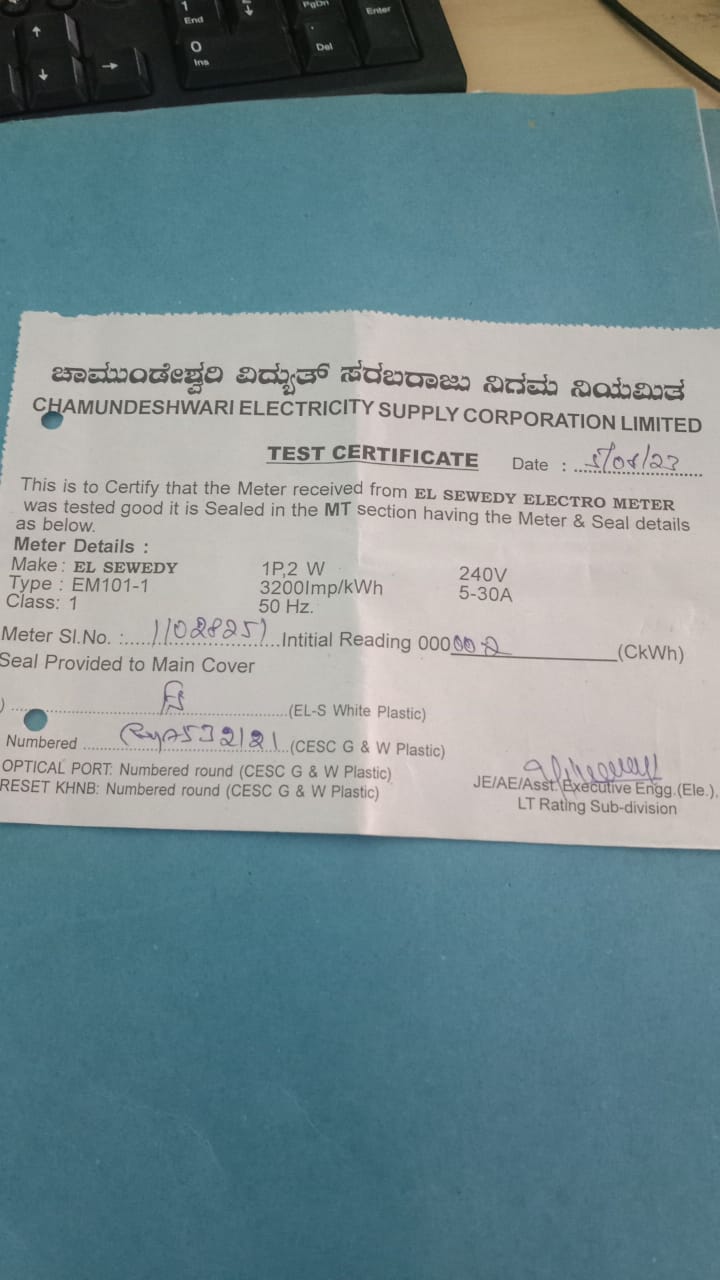 1
End
0
Ins
PgDn
Del
Enter
ಚಾಮುಂಡೇಶ್ವರಿ ವಿದ್ಯುತ್ ಸರಬರಾಜು ನಿಗಮ ನಿಯಮಿತ
CHAMUNDESHWARI ELECTRICITY SUPPLY CORPORATION LIMITED
TEST CERTIFICATE Date :
This is to Certify that the Meter received from EL SEWEDY ELECTRO METER
was tested good it is Sealed in the MT section having the Meter & Seal details
as below.
Meter Details :
Make : EL SEWEDY 1P,2 W 240V
Type : EM101-1 3200Imp/kWh 5-30A
Class: 1 50 Hz.
Meter Sl.No. : 11028251 Intitial Reading 000 (CkWh)
Seal Provided to Main Cover
) (EL-S White Plastic)
Numbered (CESC G & W Plastic)
OPTICAL PORT: Numbered round (CESC G & W Plastic)
RESET KHNB: Numbered round (CESC G & W Plastic)
JE/AE/Asst. Executive Engg.(Ele.),
LT Rating Sub-division